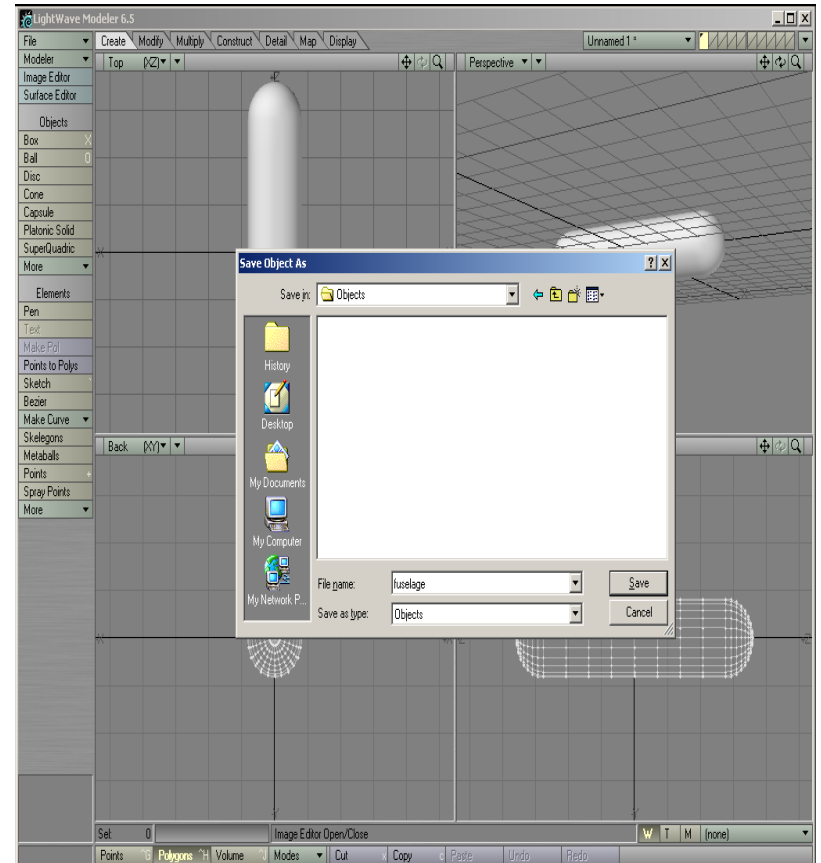 LightWave Modeler 6.5
File Create Modify Multiply Construct Detail Map Display Unnamed 1 *
Modeler Top (XZ) Perspective
Image Editor
Surface Editor
Objects
Box X
Ball O
Disc
Cone
Capsule
Platonic Solid
SuperQuadric
More
Elements
Pen
Text
Make Pol
Points to Polys
Sketch `
Bezier
Make Curve
Skelegons
Metaballs
Points +
Spray Points
More
Back (XY)
Save Object As
Save in: Objects
History
Desktop
My Documents
My Computer
My Network P...
File name: fuselage Save
Save as type: Objects Cancel
Sel: 0 Image Editor Open/Close W T M (none)
Points ^G Polygons ^H Volume ^J Modes Cut x Copy c Paste Undo Redo